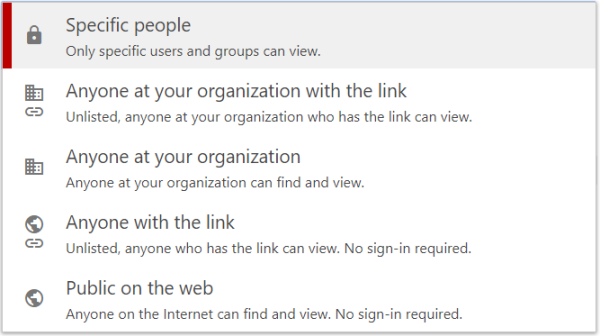 Specific people
Only specific users and groups can view.
Anyone at your organization with the link
Unlisted, anyone at your organization who has the link can view.
Anyone at your organization
Anyone at your organization can find and view.
Anyone with the link
Unlisted, anyone who has the link can view. No sign-in required.
Public on the web
Anyone on the Internet can find and view. No sign-in required.